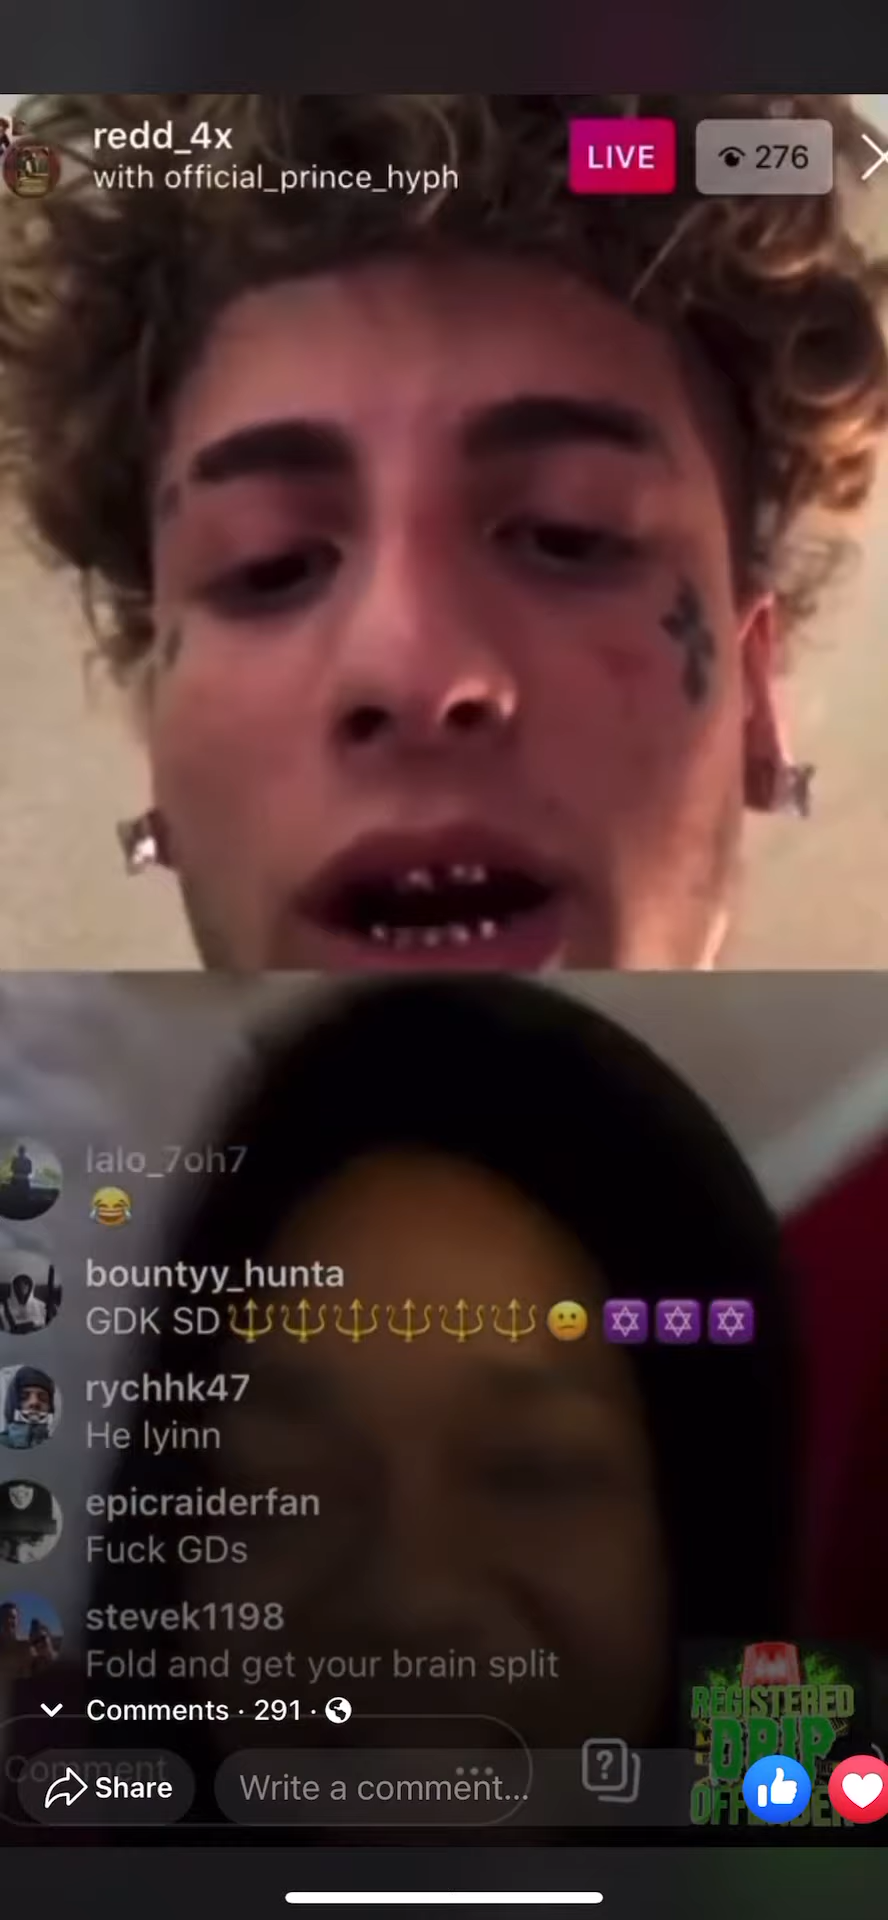 redd_4x
with official_prince_hyph
LIVE
276
lalo_7oh7
😂
bountyy_hunta
GDK SD🔱🔱🔱🔱🔱🔱😕 🔯🔯🔯
rychhk47
He lyinn
epicraiderfan
Fuck GDs
stevek1198
Fold and get your brain split
Comments · 291 ·
Comment
Share
Write a comment...
REGISTERED
DRIP
OFFENDER